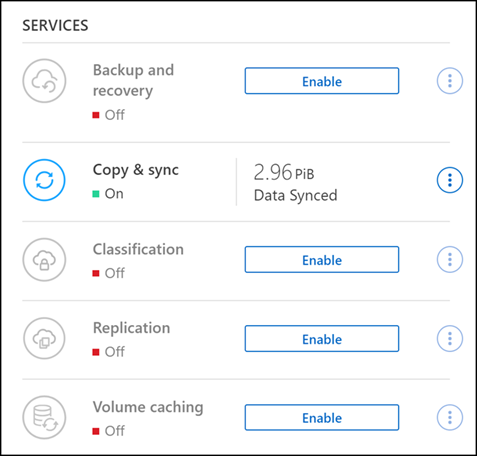 SERVICES
Backup and
recovery
Off
Enable
Copy & sync
On
2.96 PiB
Data Synced
Classification
Off
Enable
Replication
Off
Enable
Volume caching
Off
Enable